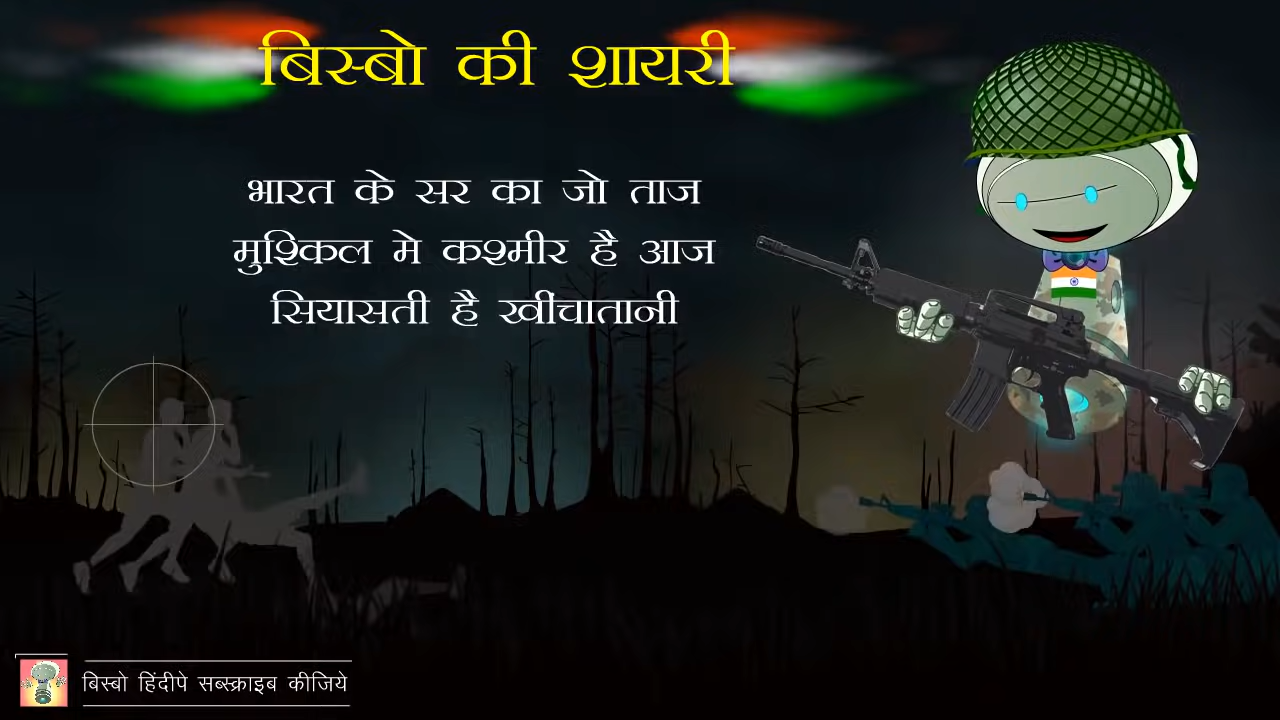 बिस्बो की शायरी
भारत के सर का जो ताज
मुश्किल मे कश्मीर है आज
सियासती है खींचातानी
बिस्बो हिंदीपे सब्स्क्राइब कीजिये